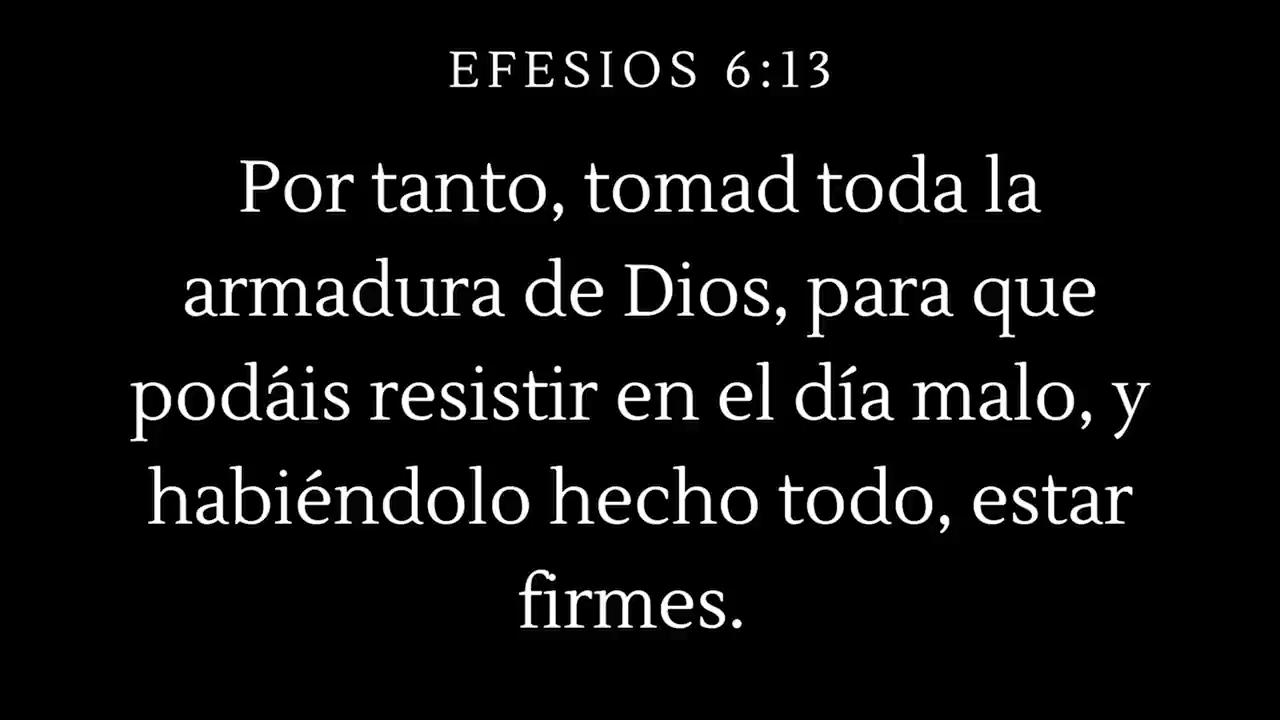 EFESIOS 6:13
Por tanto, tomad toda la
armadura de Dios, para que
podáis resistir en el día malo, y
habiéndolo hecho todo, estar
firmes.